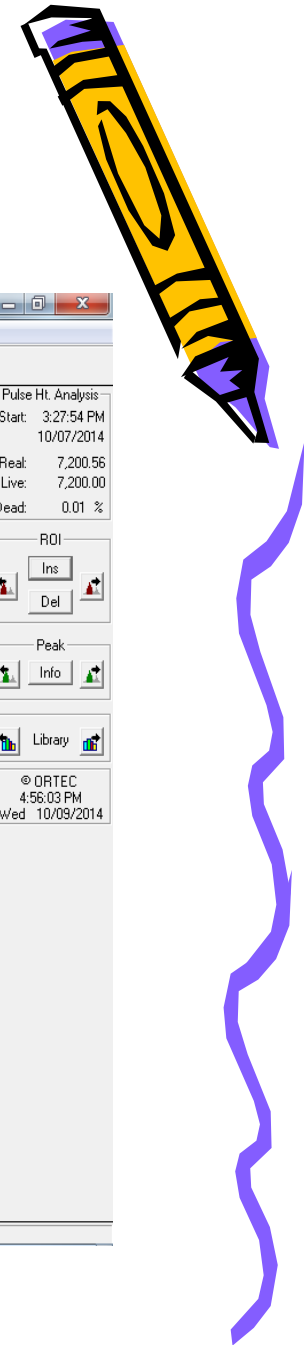 Pulse Ht. Analysis
Start: 3:27:54 PM
10/07/2014
Real: 7,200.56
Live: 7,200.00
Dead: 0.01 %
ROI
Ins
Del
Peak
Info
Library
© ORTEC
4:56:03 PM
Wed 10/09/2014